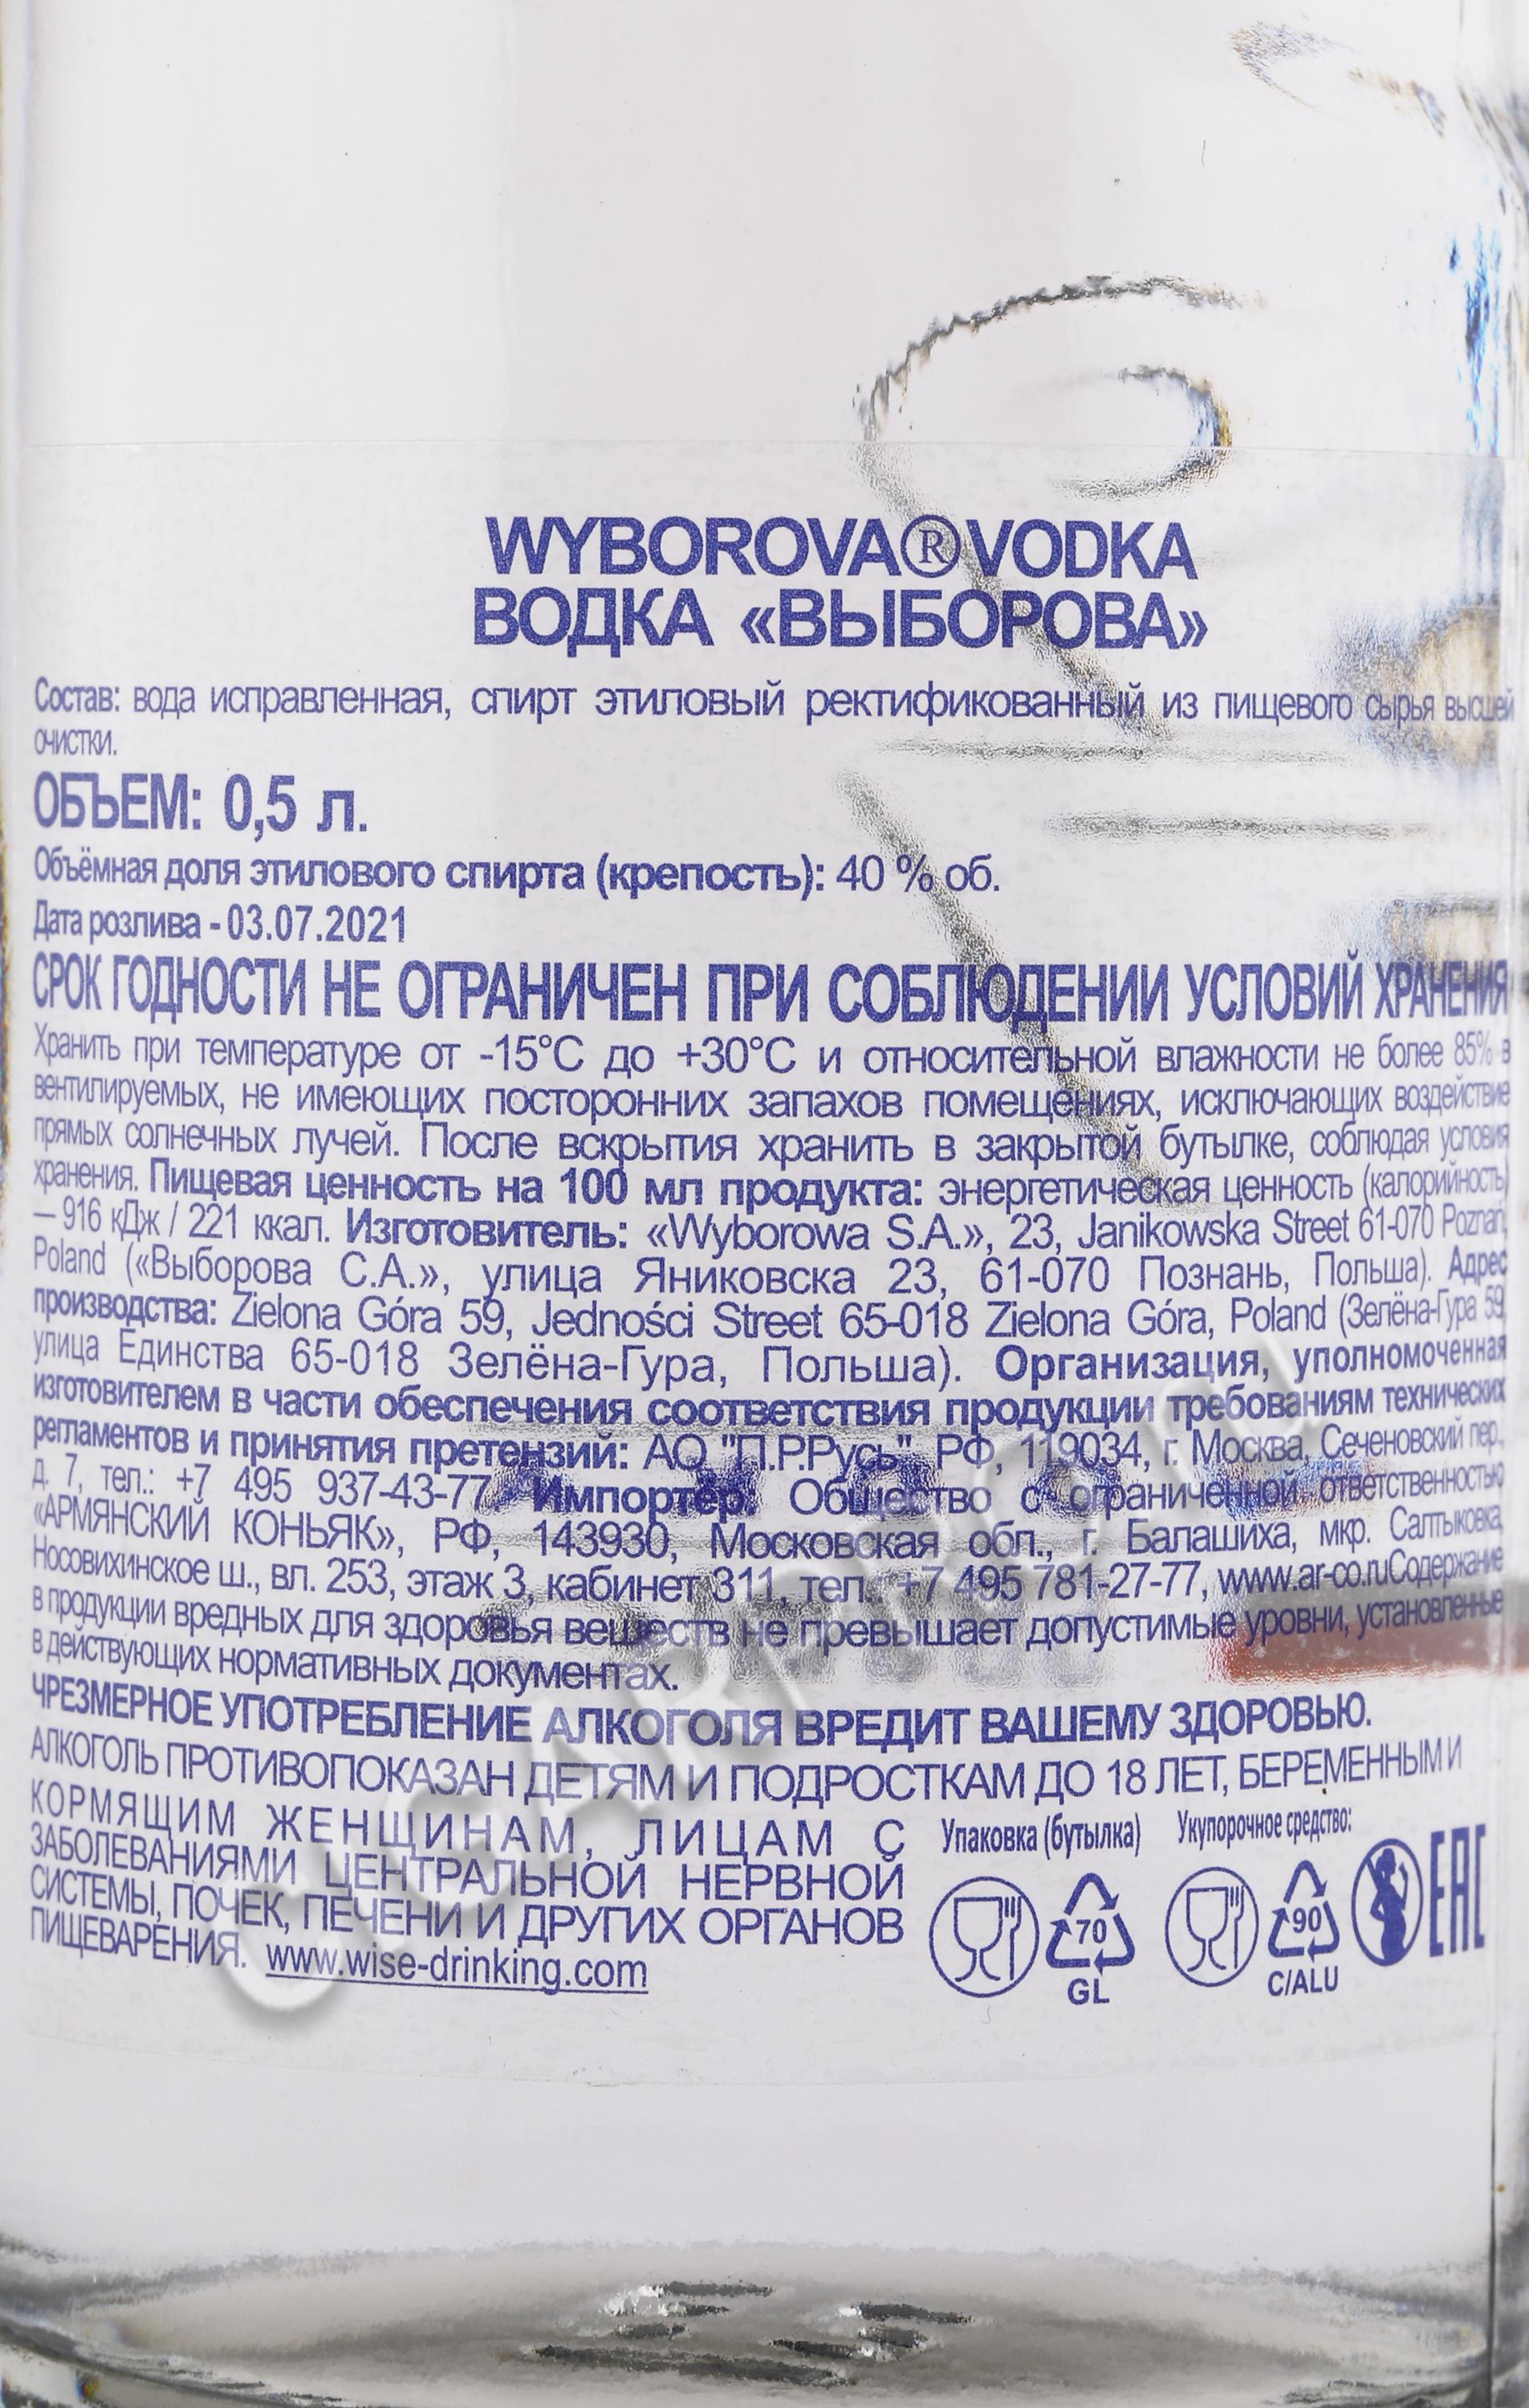 WYBOROVA®VODKA
ВОДКА «ВЫБОРОВА»
Состав: вода исправленная, спирт этиловый ректификованный из пищевого сырья высшей
очистки.
ОБЪЕМ: 0,5 л.
Объёмная доля этилового спирта (крепость): 40 % об.
Дата розлива - 03.07.2021
СРОК ГОДНОСТИ НЕ ОГРАНИЧЕН ПРИ СОБЛЮДЕНИИ УСЛОВИЙ ХРАНЕНИЯ
Хранить при температуре от -15°С до +30°С и относительной влажности не более 85% в
вентилируемых, не имеющих посторонних запахов помещениях, исключающих воздействие
прямых солнечных лучей. После вскрытия хранить в закрытой бутылке, соблюдая условия
хранения. Пищевая ценность на 100 мл продукта: энергетическая ценность (калорийность)
– 916 кДж / 221 ккал. Изготовитель: «Wyborowa S.A.», 23, Janikowska Street 61-070 Poznań,
Poland («Выборова С.А.», улица Яниковска 23, 61-070 Познань, Польша). Адрес
производства: Zielona Góra 59, Jedności Street 65-018 Zielona Góra, Poland (Зелёна-Гура 59,
улица Единства 65-018 Зелёна-Гура, Польша). Организация, уполномоченная
изготовителем в части обеспечения соответствия продукции требованиям технических
регламентов и принятия претензий: АО "П.Р.Русь", РФ, 119034, г. Москва, Сеченовский пер.,
д. 7, тел.: +7 495 937-43-77. Импортер: Общество с ограниченной ответственностью
«АРМЯНСКИЙ КОНЬЯК», РФ, 143930, Московская обл., г. Балашиха, мкр. Салтыковка,
Носовихинское ш., вл. 253, этаж 3, кабинет 311, тел.: +7 495 781-27-77, www.ar-co.ruСодержание
в продукции вредных для здоровья веществ не превышает допустимые уровни, установленные
в действующих нормативных документах.
ЧРЕЗМЕРНОЕ УПОТРЕБЛЕНИЕ АЛКОГОЛЯ ВРЕДИТ ВАШЕМУ ЗДОРОВЬЮ.
АЛКОГОЛЬ ПРОТИВОПОКАЗАН ДЕТЯМ И ПОДРОСТКАМ ДО 18 ЛЕТ, БЕРЕМЕННЫМ И
КОРМЯЩИМ ЖЕНЩИНАМ, ЛИЦАМ С
ЗАБОЛЕВАНИЯМИ ЦЕНТРАЛЬНОЙ НЕРВНОЙ
СИСТЕМЫ, ПОЧЕК, ПЕЧЕНИ И ДРУГИХ ОРГАНОВ
ПИЩЕВАРЕНИЯ. www.wise-drinking.com
Упаковка (бутылка) Укупорочное средство:
70
GL
90
C/ALU
EAC